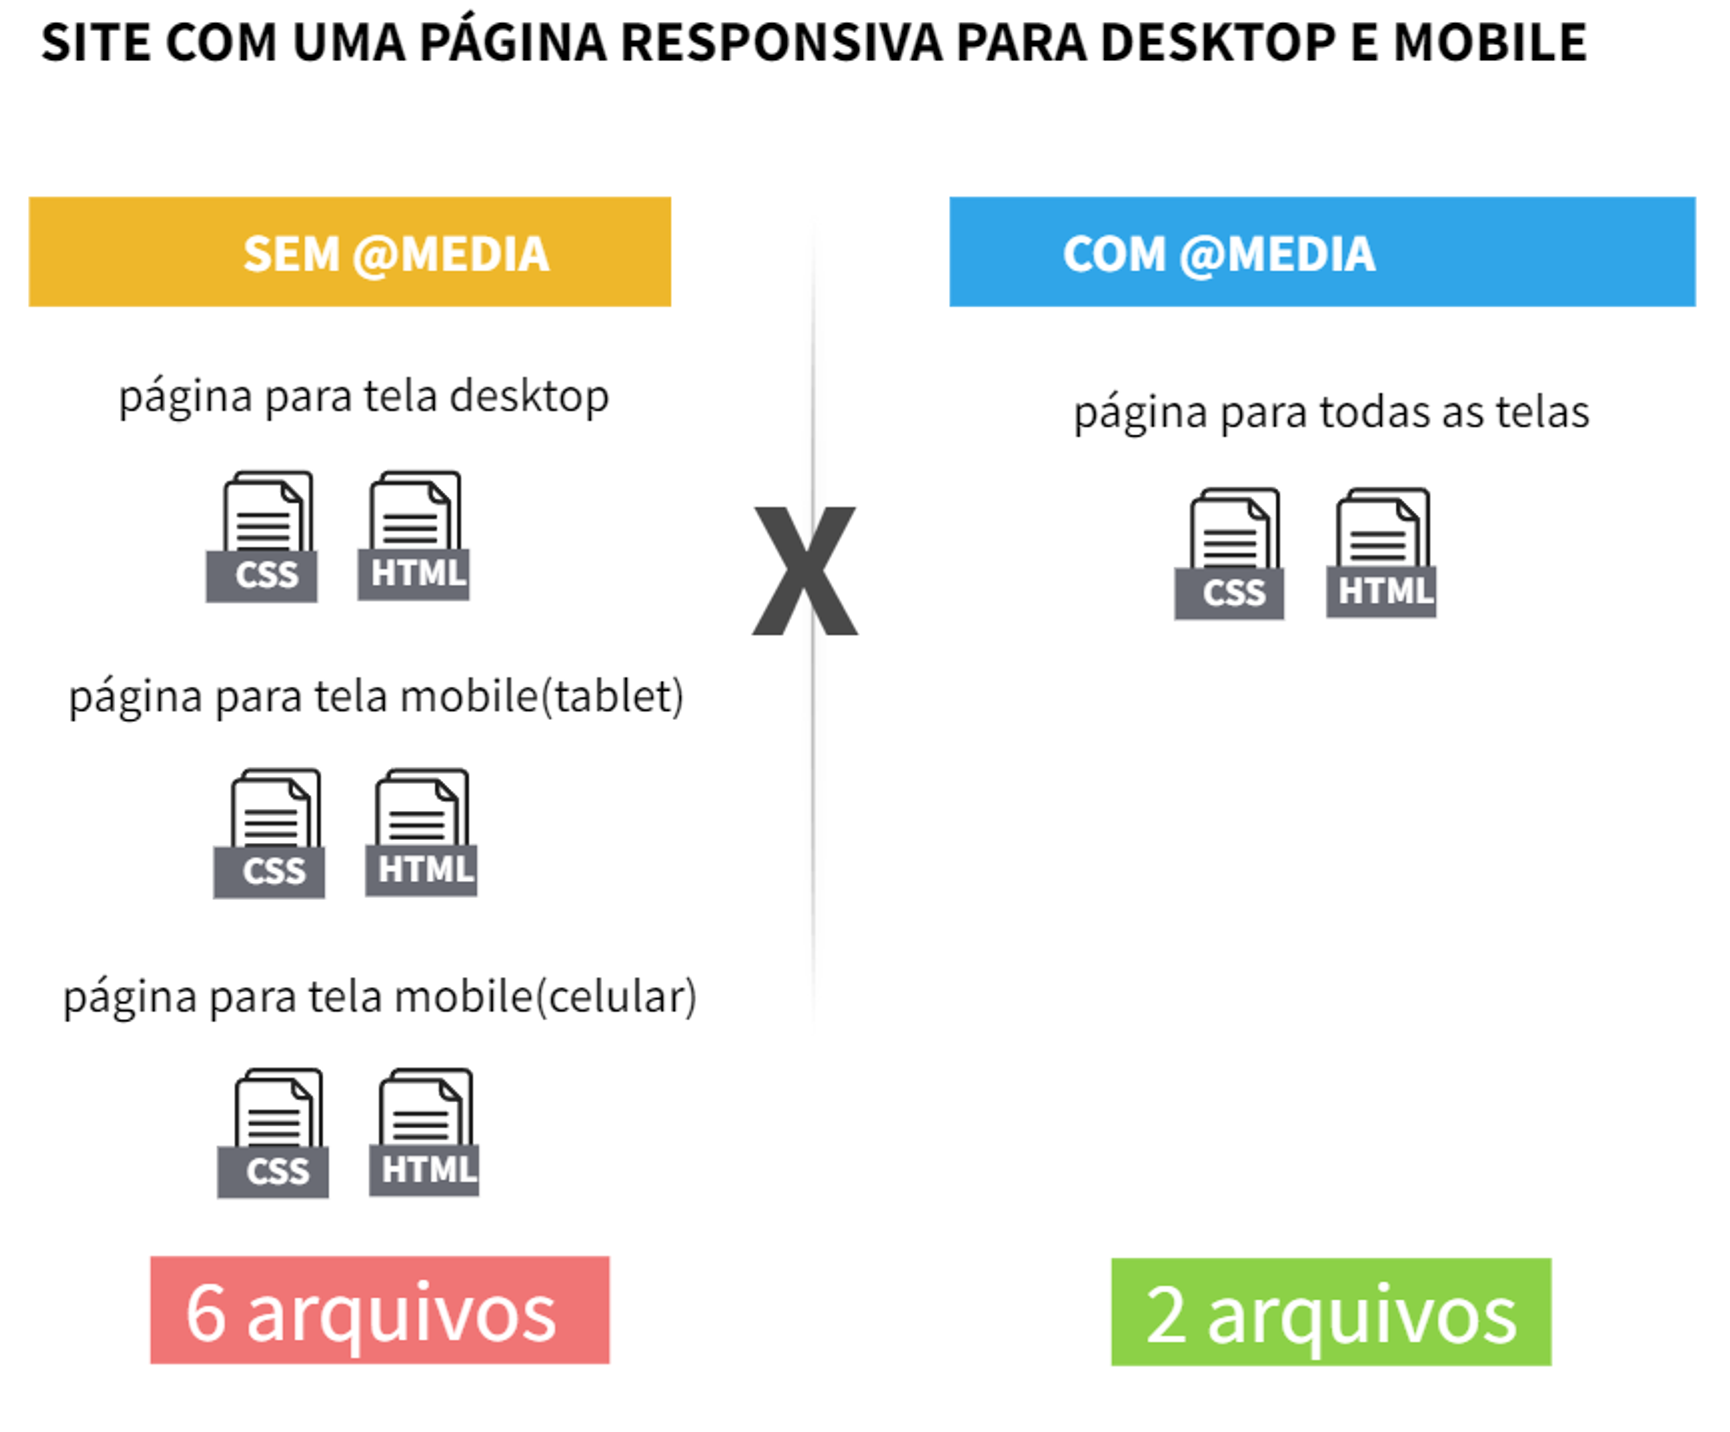 SITE COM UMA PÁGINA RESPONSIVA PARA DESKTOP E MOBILE
SEM @MEDIA
página para tela desktop
CSS HTML
página para tela mobile(tablet)
CSS HTML
página para tela mobile(celular)
CSS HTML
6 arquivos
X
COM @MEDIA
página para todas as telas
CSS HTML
2 arquivos